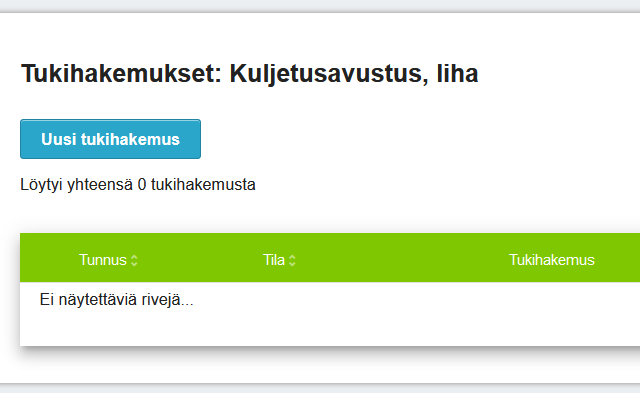 Tukihakemukset: Kuljetusavustus, liha
Uusi tukihakemus
Löytyi yhteensä 0 tukihakemusta
Tunnus Tila Tukihakemus
Ei näytettäviä rivejä...